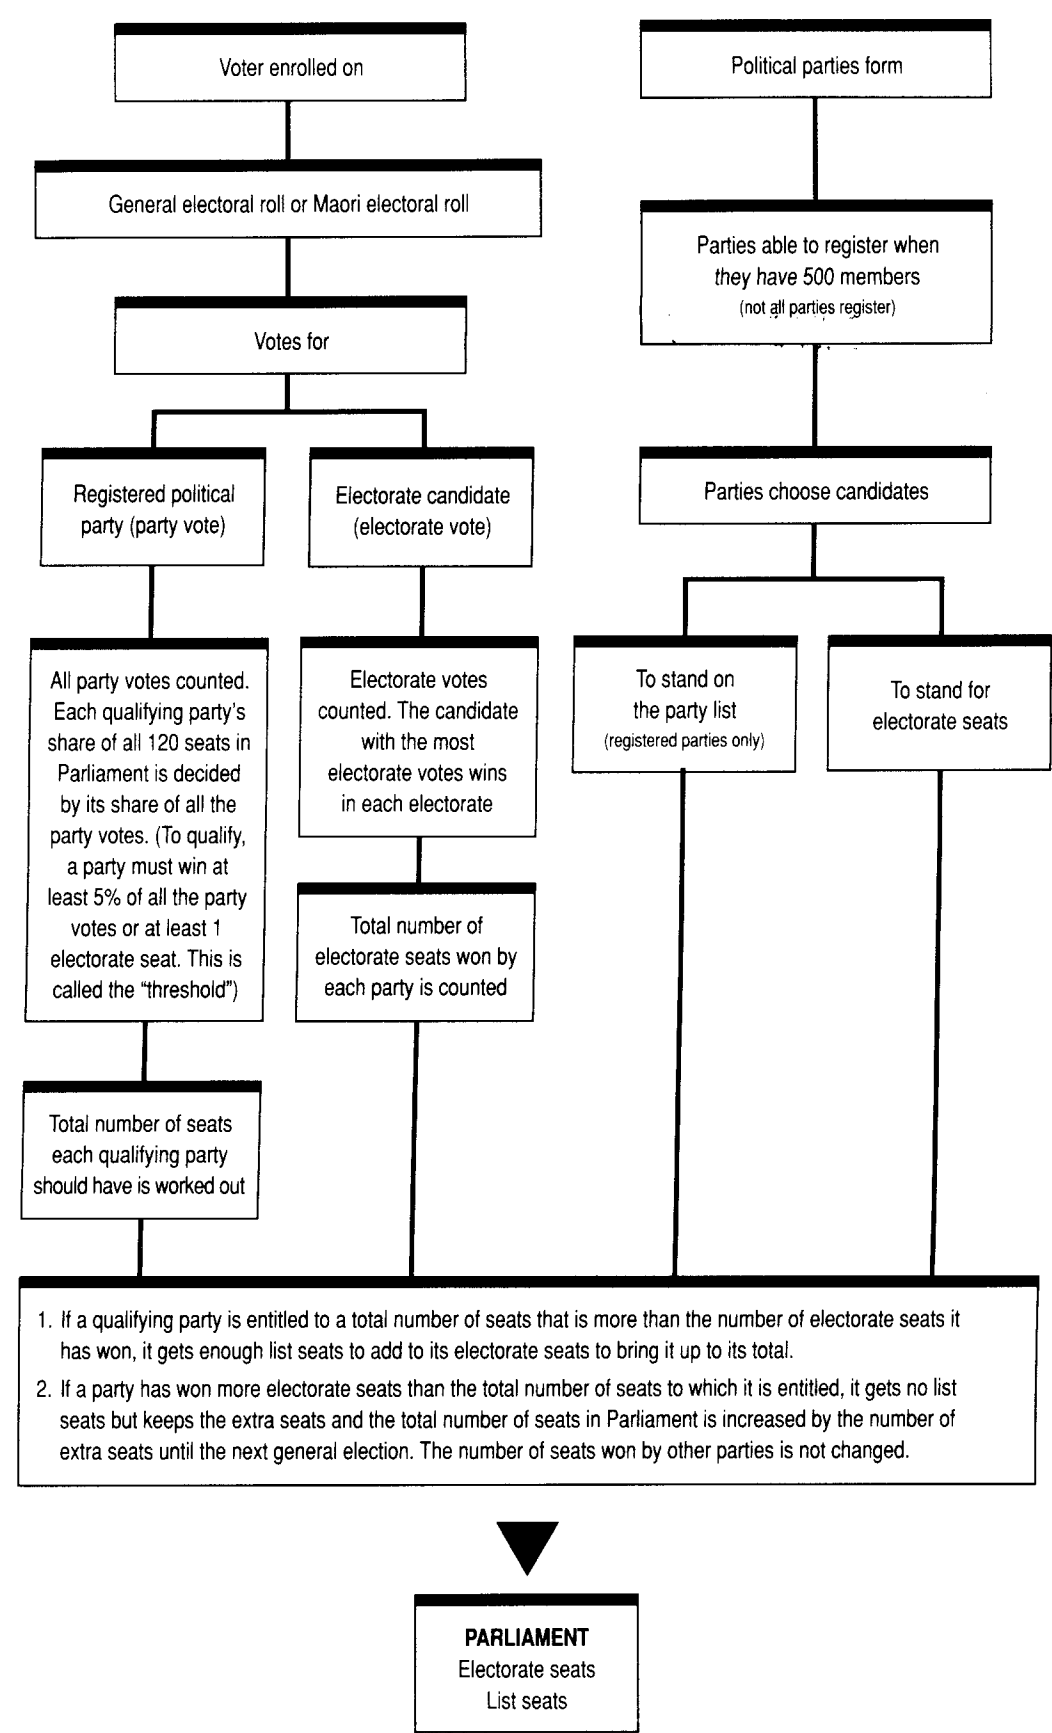 Voter enrolled on
General electoral roll or Maori electoral roll
Votes for
Registered political
party (party vote)
Electorate candidate
(electorate vote)
All party votes counted.
Each qualifying party's
share of all 120 seats in
Parliament is decided
by its share of all the
party votes. (To qualify,
a party must win at
least 5% of all the party
votes or at least 1
electorate seat. This is
called the "threshold")
Electorate votes
counted. The candidate
with the most
electorate votes wins
in each electorate
Total number of
electorate seats won by
each party is counted
Total number of seats
each qualifying party
should have is worked out
Political parties form
Parties able to register when
they have 500 members
(not all parties register)
Parties choose candidates
To stand on
the party list
(registered parties only)
To stand for
electorate seats
1. If a qualifying party is entitled to a total number of seats that is more than the number of electorate seats it
has won, it gets enough list seats to add to its electorate seats to bring it up to its total.
2. If a party has won more electorate seats than the total number of seats to which it is entitled, it gets no list
seats but keeps the extra seats and the total number of seats in Parliament is increased by the number of
extra seats until the next general election. The number of seats won by other parties is not changed.
PARLIAMENT
Electorate seats
List seats